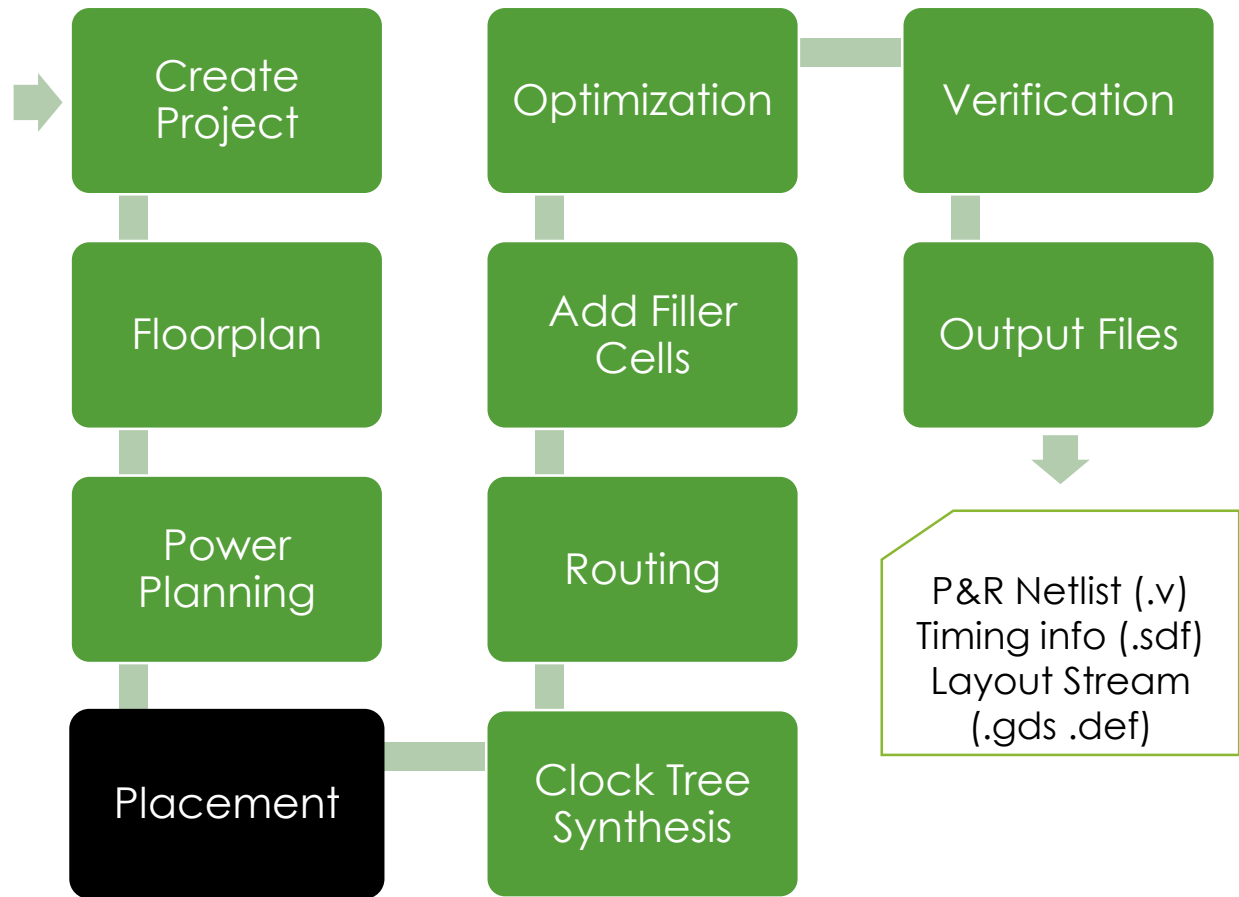 Create
Project
Floorplan
Power
Planning
Placement
Clock Tree
Synthesis
Routing
Add Filler
Cells
Optimization
Verification
Output Files
P&R Netlist (.v)
Timing info (.sdf)
Layout Stream
(.gds .def)